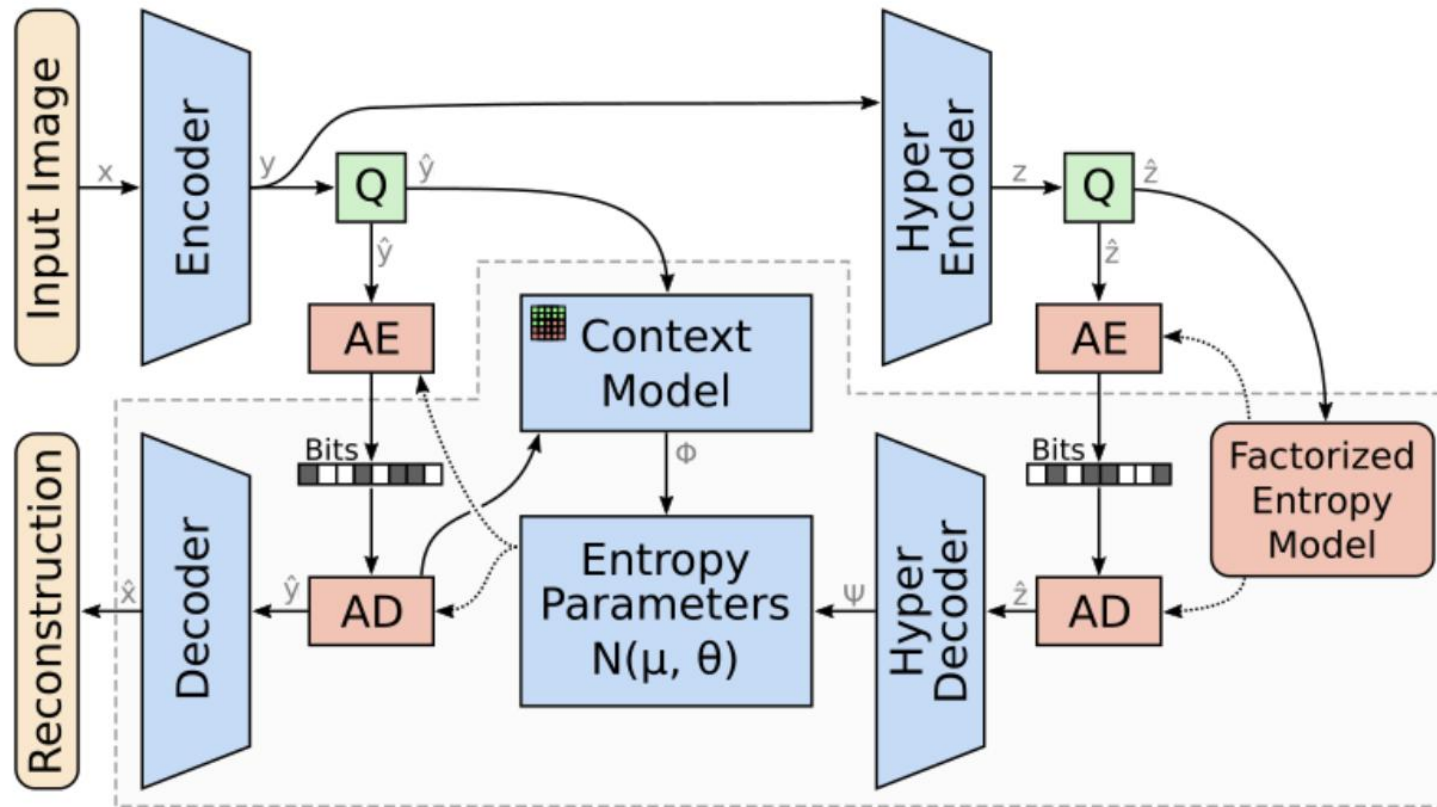 Input Image
x
Encoder
y
Q
ŷ
ŷ
AE
Bits
AD
ŷ
Decoder
x̂
Reconstruction
Context
Model
Φ
Entropy
Parameters
N(μ, θ)
Hyper
Encoder
z
Q
ẑ
ẑ
AE
Bits
AD
ẑ
Hyper
Decoder
Ψ
Factorized
Entropy
Model